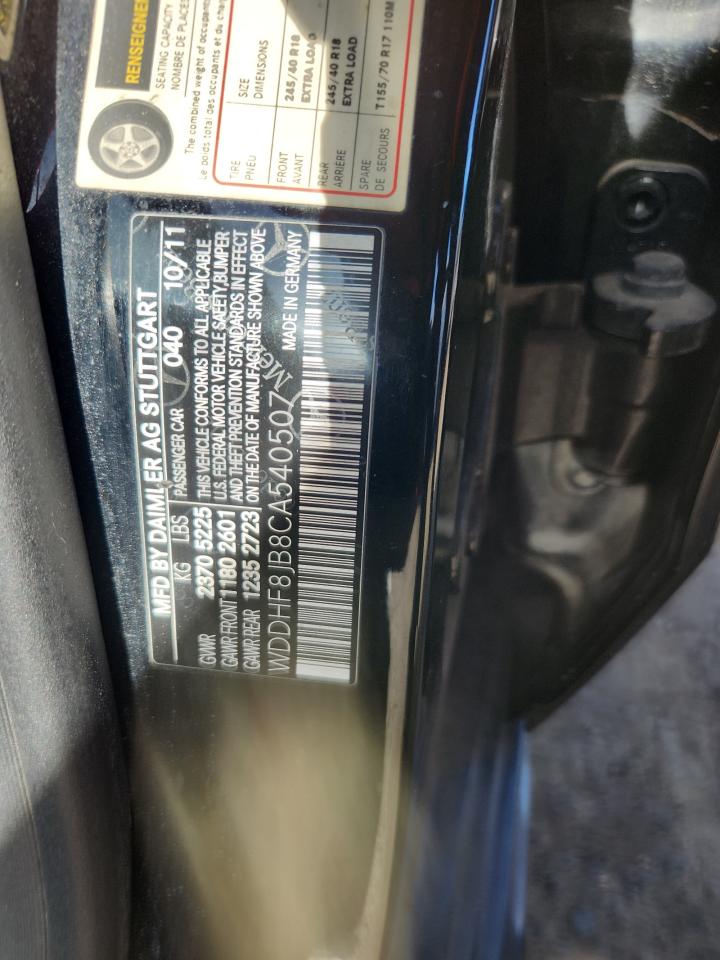 RENSEIGNE
SEATING CAPACITY
NOMBRE DE PLACES
The combined weight of occupants
Le poids total des occupants et du
TIRE
PNEU
SIZE
DIMENSIONS
FRONT
AVANT
245/40 R18
EXTRA LOAD
REAR
ARRIÈRE
245/40 R18
EXTRA LOAD
SPARE
DE SECOURS
T155/70 R17 110M
MFD BY DAIMLER AG STUTTGART
KG LBS PASSENGER CAR 040 10/11
GVWR 2370 5225 THIS VEHICLE CONFORMS TO ALL APPLICABLE
GAWR FRONT 1180 2601 U.S. FEDERAL MOTOR VEHICLE SAFETY, BUMPER
GAWR REAR 1235 2723 AND THEFT PREVENTION STANDARDS IN EFFECT
ON THE DATE OF MANUFACTURE SHOWN ABOVE
WDDHF8JB8CA540507 MADE IN GERMANY